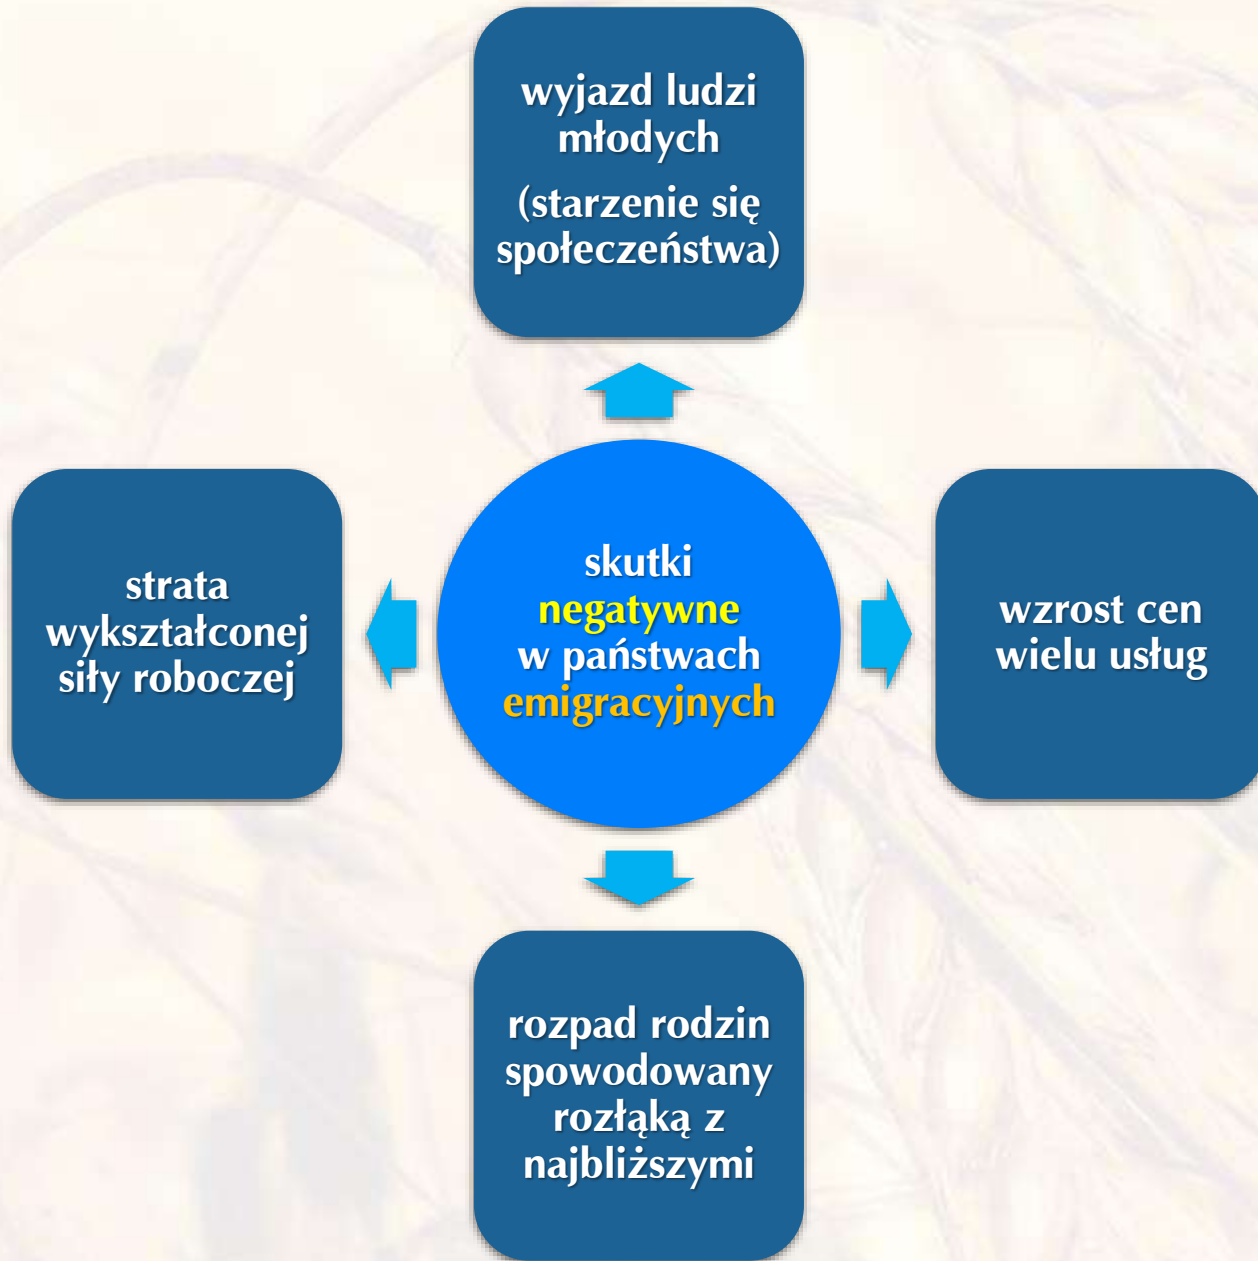 wyjazd ludzi
młodych
(starzenie się
społeczeństwa)
strata
wykształconej
siły roboczej
skutki
negatywne
w państwach
emigracyjnych
wzrost cen
wielu usług
rozpad rodzin
spowodowany
rozłąką z
najbliższymi